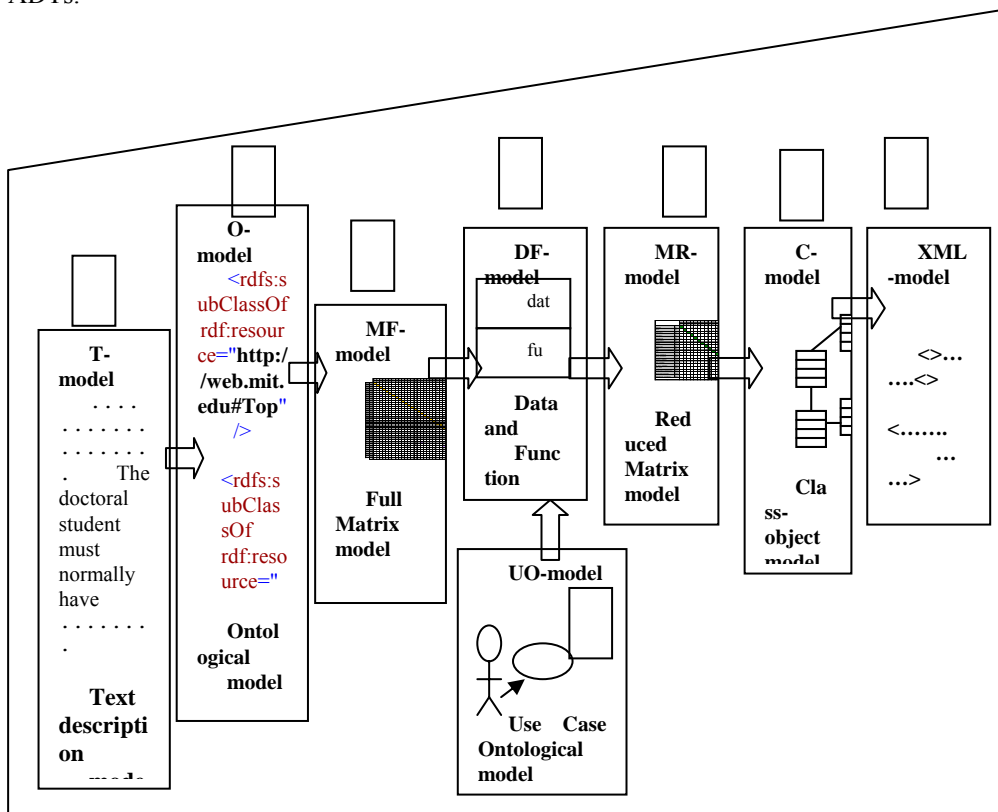 T-
model
. . . .
. . . . . . . .
. . . . . . . .
. The
doctoral
student
must
normally
have
. . . . . . .
.
Text
descripti
on
O-
model
<rdfs:s
ubClassOf
rdf:resour
ce="http:/
/web.mit.
edu#Top"
/>
<rdfs:s
ubClas
sOf
rdf:reso
urce="
Ontol
ogical
model
MF-
model
Full
Matrix
model
DF-
model
dat
fu
Data
and
Func
tion
UO-model
Use Case
Ontological
model
MR-
model
Red
uced
Matrix
model
C-
model
Cla
ss-
object
model
XML
-model
<>...
....<>
<.......
...
...>